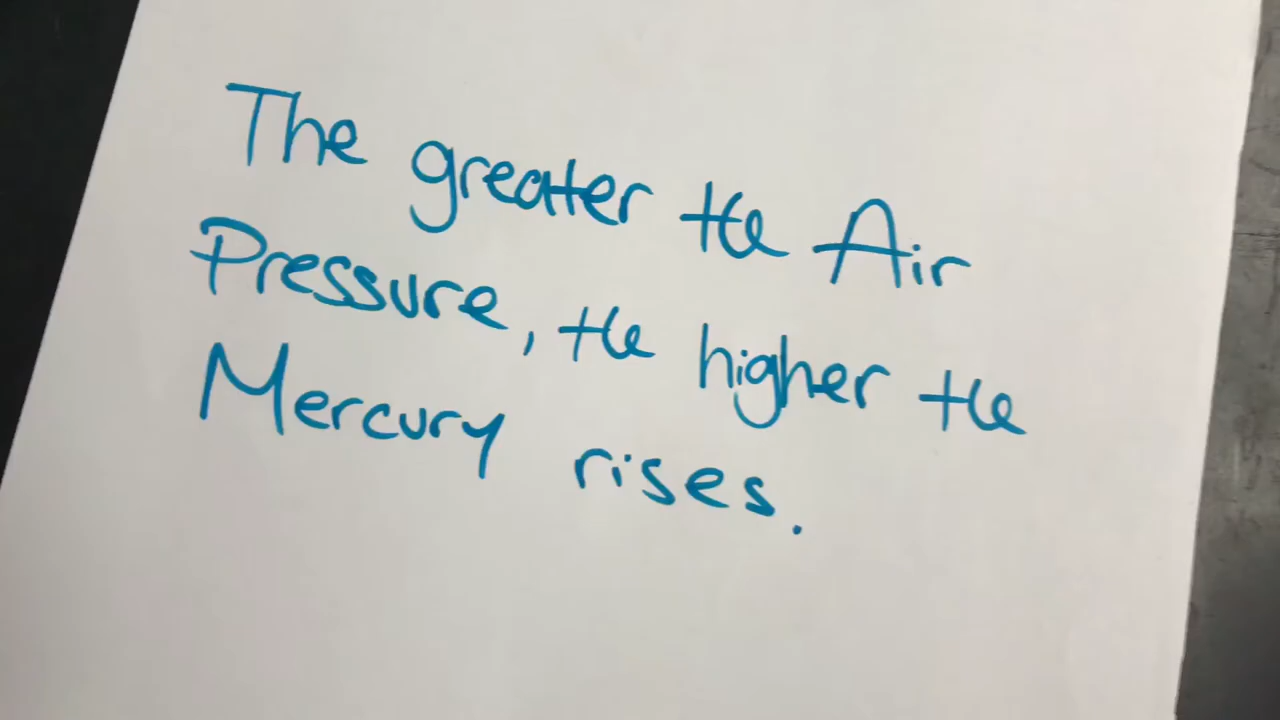 The greater the Air
Pressure, the higher the
Mercury rises.